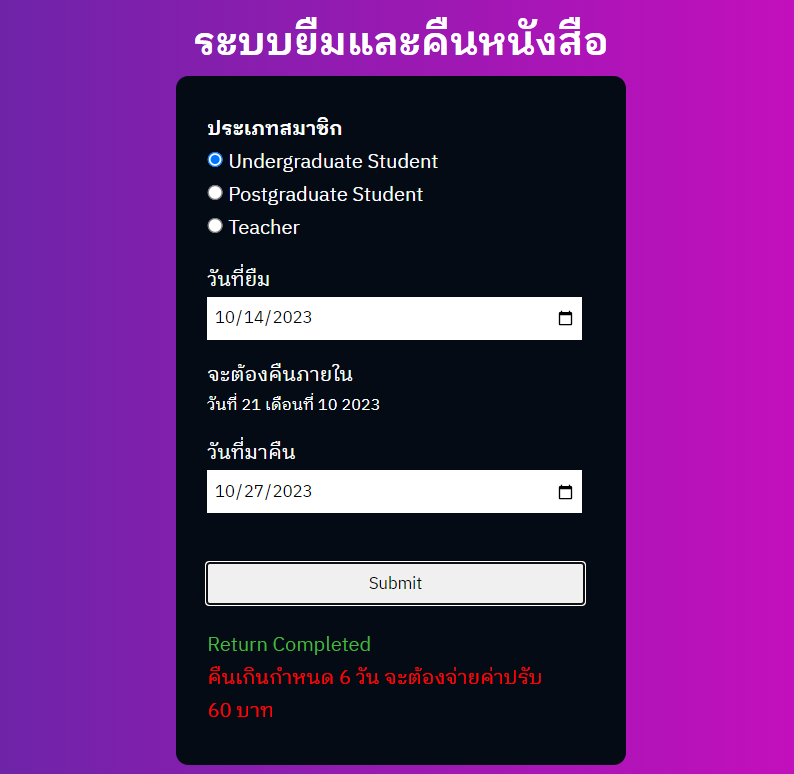 ระบบยืมและคืนหนังสือ
ประเภทสมาชิก
Undergraduate Student
Postgraduate Student
Teacher
วันที่ยืม
10/14/2023
จะต้องคืนภายใน
วันที่ 21 เดือนที่ 10 2023
วันที่มาคืน
10/27/2023
Submit
Return Completed
คืนเกินกำหนด 6 วัน จะต้องจ่ายค่าปรับ
60 บาท